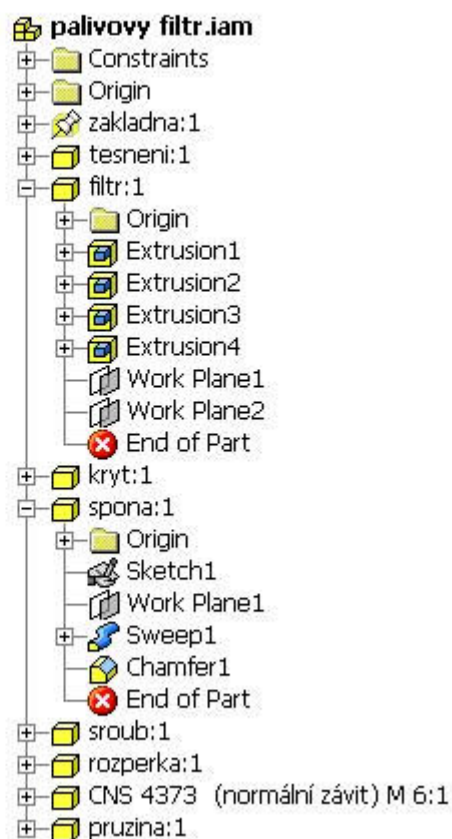 palivovy filtr.iam
Constraints
Origin
zakladna:1
tesneni:1
filtr:1
Origin
Extrusion1
Extrusion2
Extrusion3
Extrusion4
Work Plane1
Work Plane2
End of Part
kryt:1
spona:1
Origin
Sketch1
Work Plane1
Sweep1
Chamfer1
End of Part
sroub:1
rozperka:1
CNS 4373 (normální závit) M 6:1
pruzina:1